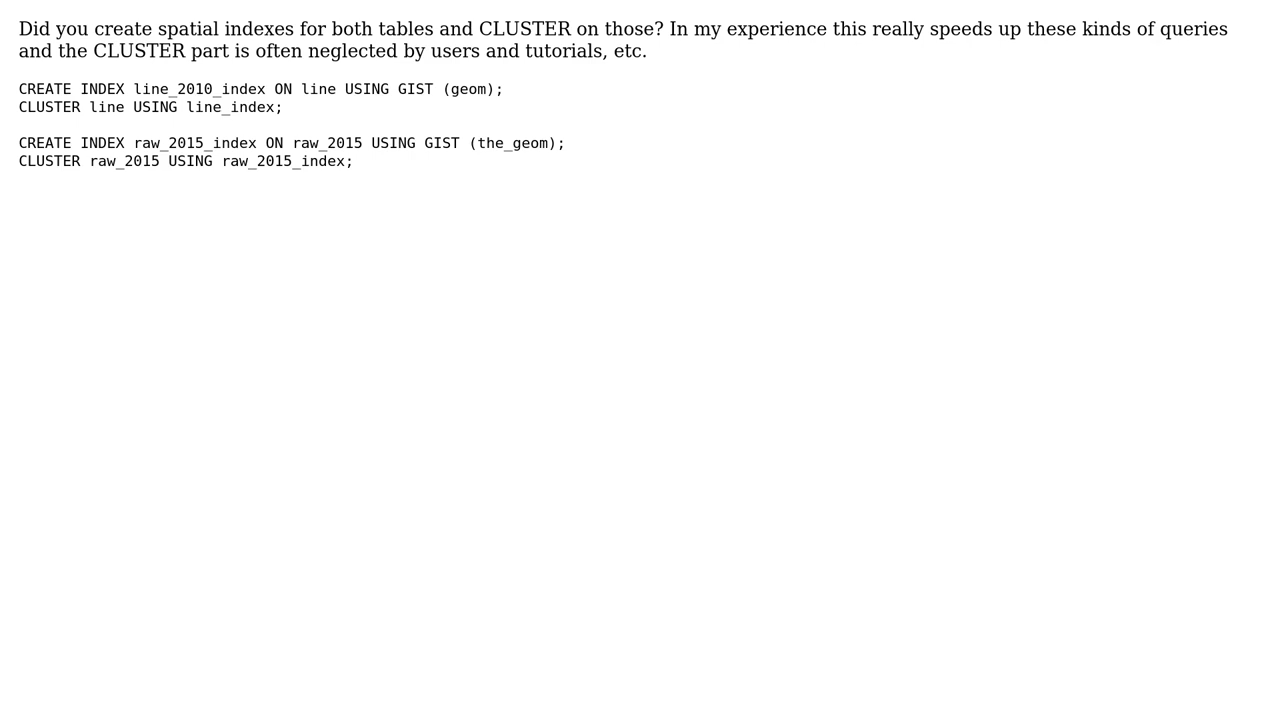 Did you create spatial indexes for both tables and CLUSTER on those? In my experience this really speeds up these kinds of queries
and the CLUSTER part is often neglected by users and tutorials, etc.
CREATE INDEX line_2010_index ON line USING GIST (geom);
CLUSTER line USING line_index;
CREATE INDEX raw_2015_index ON raw_2015 USING GIST (the_geom);
CLUSTER raw_2015 USING raw_2015_index;